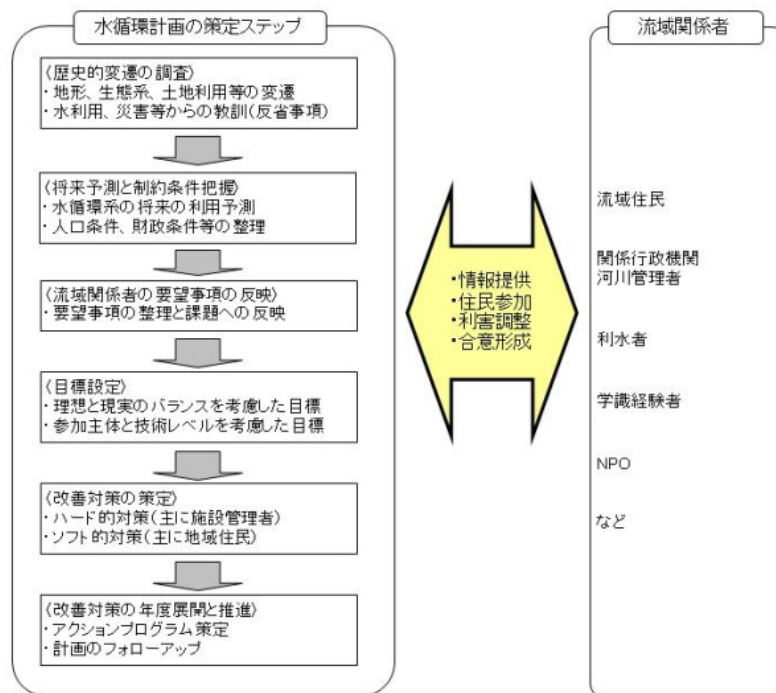 水循環計画の策定ステップ
〈歴史的変遷の調査〉
・地形、生態系、土地利用等の変遷
・水利用、災害等からの教訓(反省事項)
〈将来予測と制約条件把握〉
・水循環系の将来の利用予測
・人口条件、財政条件等の整理
〈流域関係者の要望事項の反映〉
・要望事項の整理と課題への反映
〈目標設定〉
・理想と現実のバランスを考慮した目標
・参加主体と技術レベルを考慮した目標
〈改善対策の策定〉
・ハード的対策(主に施設管理者)
・ソフト的対策(主に地域住民)
〈改善対策の年度展開と推進〉
・アクションプログラム策定
・計画のフォローアップ
・情報提供
・住民参加
・利害調整
・合意形成
流域関係者
流域住民
関係行政機関
河川管理者
利水者
学識経験者
NPO
など